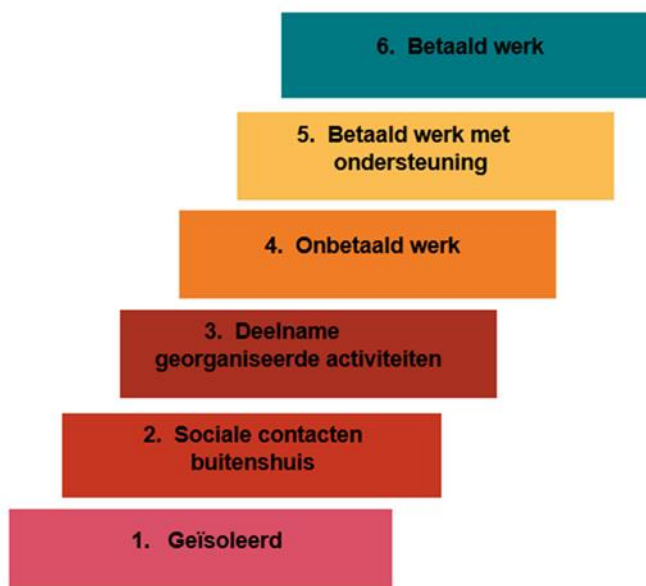 6. Betaald werk
5. Betaald werk met
ondersteuning
4. Onbetaald werk
3. Deelname
georganiseerde activiteiten
2. Sociale contacten
buitenshuis
1. Geïsoleerd